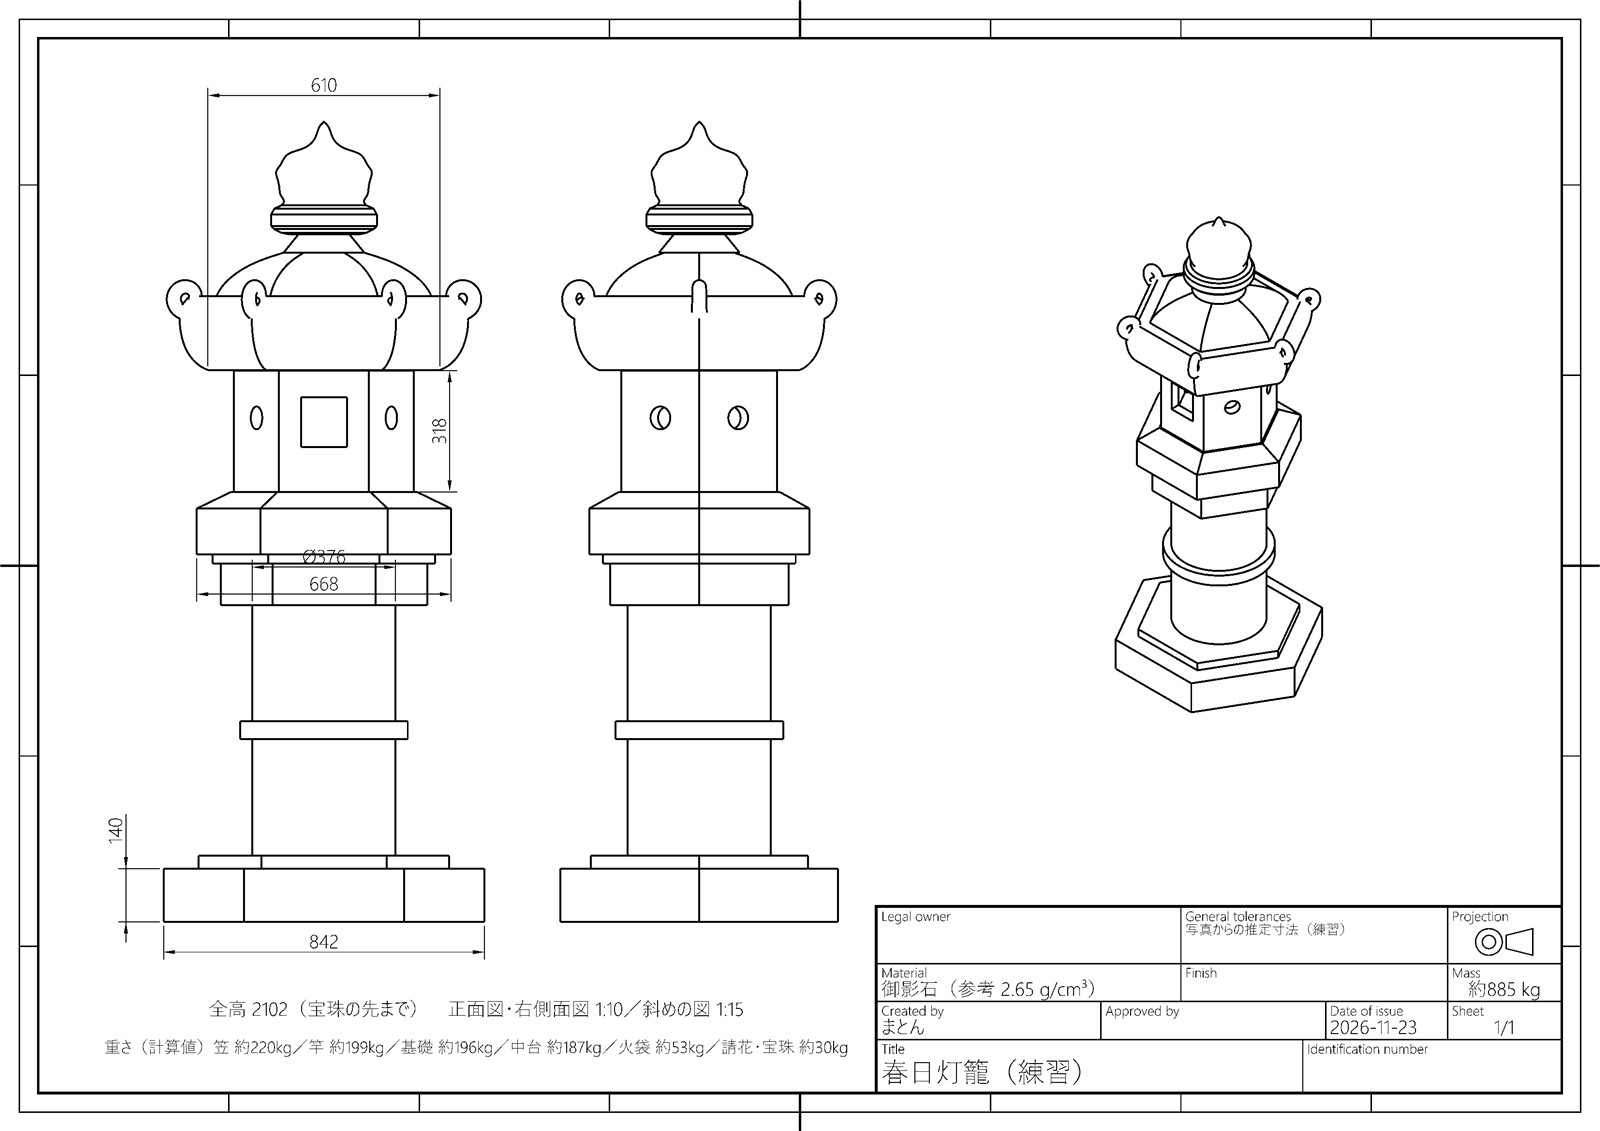 610
318
Ø376
668
140
842
全高 2102（宝珠の先まで） 正面図・右側面図 1:10／斜めの図 1:15
重さ（計算値）笠 約220kg／竿 約199kg／基礎 約196kg／中台 約187kg／火袋 約53kg／請花・宝珠 約30kg
Legal owner
General tolerances
写真からの推定寸法（練習）
Projection
Material
御影石（参考 2.65 g/cm³）
Finish
Mass
約885 kg
Created by
まとん
Approved by
Date of issue
2026-11-23
Sheet
1/1
Title
春日灯籠（練習）
Identification number